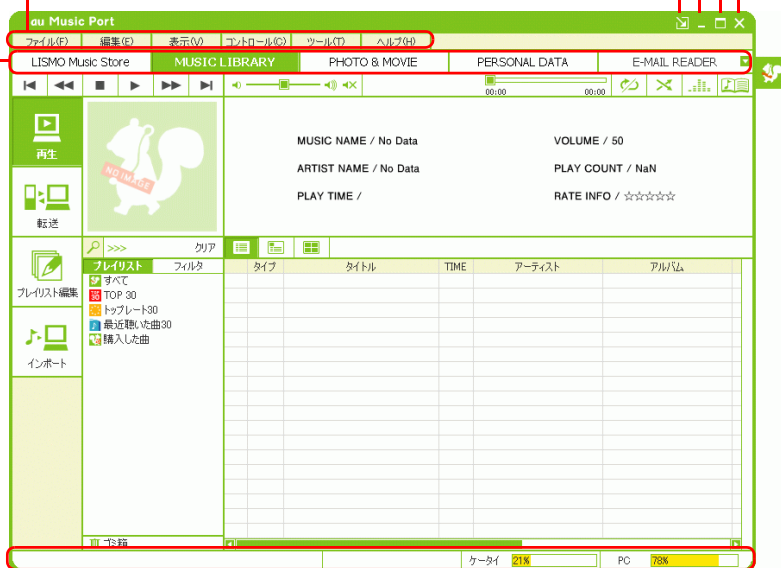 au Music Port
ファイル(F) 編集(E) 表示(V) コントロール(C) ツール(T) ヘルプ(H)
LISMO Music Store MUSIC LIBRARY PHOTO & MOVIE PERSONAL DATA E-MAIL READER
00:00 00:00
再生
NO IMAGE
MUSIC NAME / No Data VOLUME / 50
ARTIST NAME / No Data PLAY COUNT / NaN
PLAY TIME / RATE INFO / ☆☆☆☆☆
転送
>>> クリア
プレイリスト フィルタ タイプ タイトル TIME アーティスト アルバム
すべて
TOP 30
トップレート30
最近聴いた曲30
購入した曲
プレイリスト編集
インポート
ゴミ箱
ケータイ 21% PC 78%